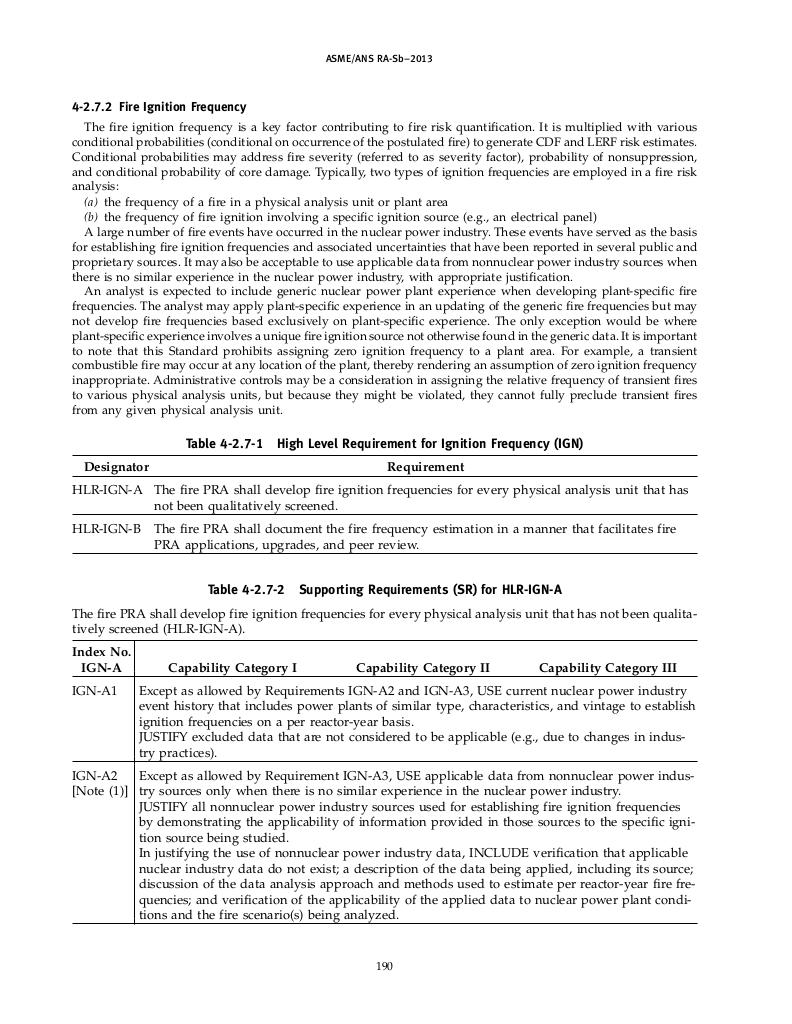 ASME/ANS RA-Sb–2013
4-2.7.2 Fire Ignition Frequency
The fire ignition frequency is a key factor contributing to fire risk quantification. It is multiplied with various
conditional probabilities (conditional on occurrence of the postulated fire) to generate CDF and LERF risk estimates.
Conditional probabilities may address fire severity (referred to as severity factor), probability of nonsuppression,
and conditional probability of core damage. Typically, two types of ignition frequencies are employed in a fire risk
analysis:
(a) the frequency of a fire in a physical analysis unit or plant area
(b) the frequency of fire ignition involving a specific ignition source (e.g., an electrical panel)
A large number of fire events have occurred in the nuclear power industry. These events have served as the basis
for establishing fire ignition frequencies and associated uncertainties that have been reported in several public and
proprietary sources. It may also be acceptable to use applicable data from nonnuclear power industry sources when
there is no similar experience in the nuclear power industry, with appropriate justification.
An analyst is expected to include generic nuclear power plant experience when developing plant-specific fire
frequencies. The analyst may apply plant-specific experience in an updating of the generic fire frequencies but may
not develop fire frequencies based exclusively on plant-specific experience. The only exception would be where
plant-specific experience involves a unique fire ignition source not otherwise found in the generic data. It is important
to note that this Standard prohibits assigning zero ignition frequency to a plant area. For example, a transient
combustible fire may occur at any location of the plant, thereby rendering an assumption of zero ignition frequency
inappropriate. Administrative controls may be a consideration in assigning the relative frequency of transient fires
to various physical analysis units, but because they might be violated, they cannot fully preclude transient fires
from any given physical analysis unit.
Table 4-2.7-1 High Level Requirement for Ignition Frequency (IGN)
Designator Requirement
HLR-IGN-A The fire PRA shall develop fire ignition frequencies for every physical analysis unit that has
not been qualitatively screened.
HLR-IGN-B The fire PRA shall document the fire frequency estimation in a manner that facilitates fire
PRA applications, upgrades, and peer review.
Table 4-2.7-2 Supporting Requirements (SR) for HLR-IGN-A
The fire PRA shall develop fire ignition frequencies for every physical analysis unit that has not been qualita-
tively screened (HLR-IGN-A).
Index No.
IGN-A Capability Category I Capability Category II Capability Category III
IGN-A1 Except as allowed by Requirements IGN-A2 and IGN-A3, USE current nuclear power industry
event history that includes power plants of similar type, characteristics, and vintage to establish
ignition frequencies on a per reactor-year basis.
JUSTIFY excluded data that are not considered to be applicable (e.g., due to changes in indus-
try practices).
IGN-A2 Except as allowed by Requirement IGN-A3, USE applicable data from nonnuclear power indus-
[Note (1)] try sources only when there is no similar experience in the nuclear power industry.
JUSTIFY all nonnuclear power industry sources used for establishing fire ignition frequencies
by demonstrating the applicability of information provided in those sources to the specific igni-
tion source being studied.
In justifying the use of nonnuclear power industry data, INCLUDE verification that applicable
nuclear industry data do not exist; a description of the data being applied, including its source;
discussion of the data analysis approach and methods used to estimate per reactor-year fire fre-
quencies; and verification of the applicability of the applied data to nuclear power plant condi-
tions and the fire scenario(s) being analyzed.
190